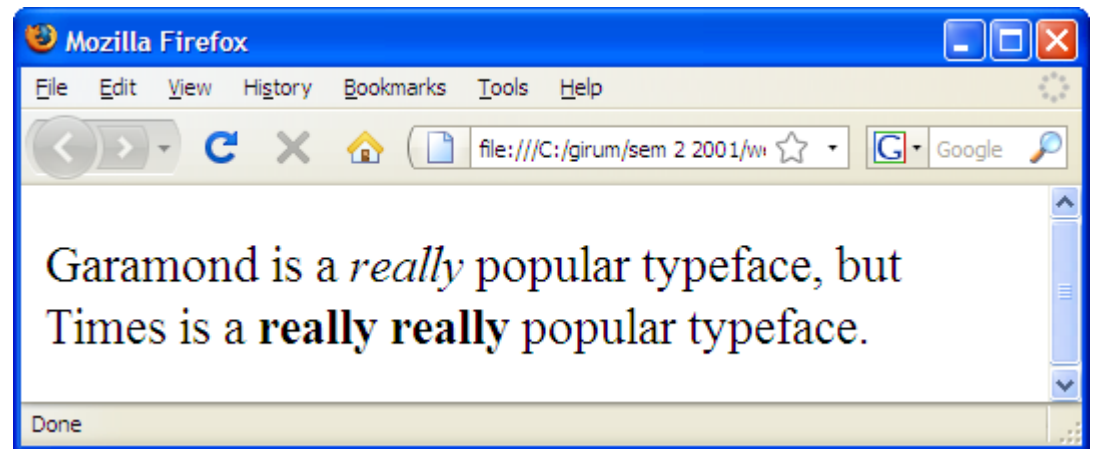 Mozilla Firefox
File Edit View History Bookmarks Tools Help
file:///C:/girum/sem 2 2001/w G Google
Garamond is a really popular typeface, but
Times is a really really popular typeface.
Done